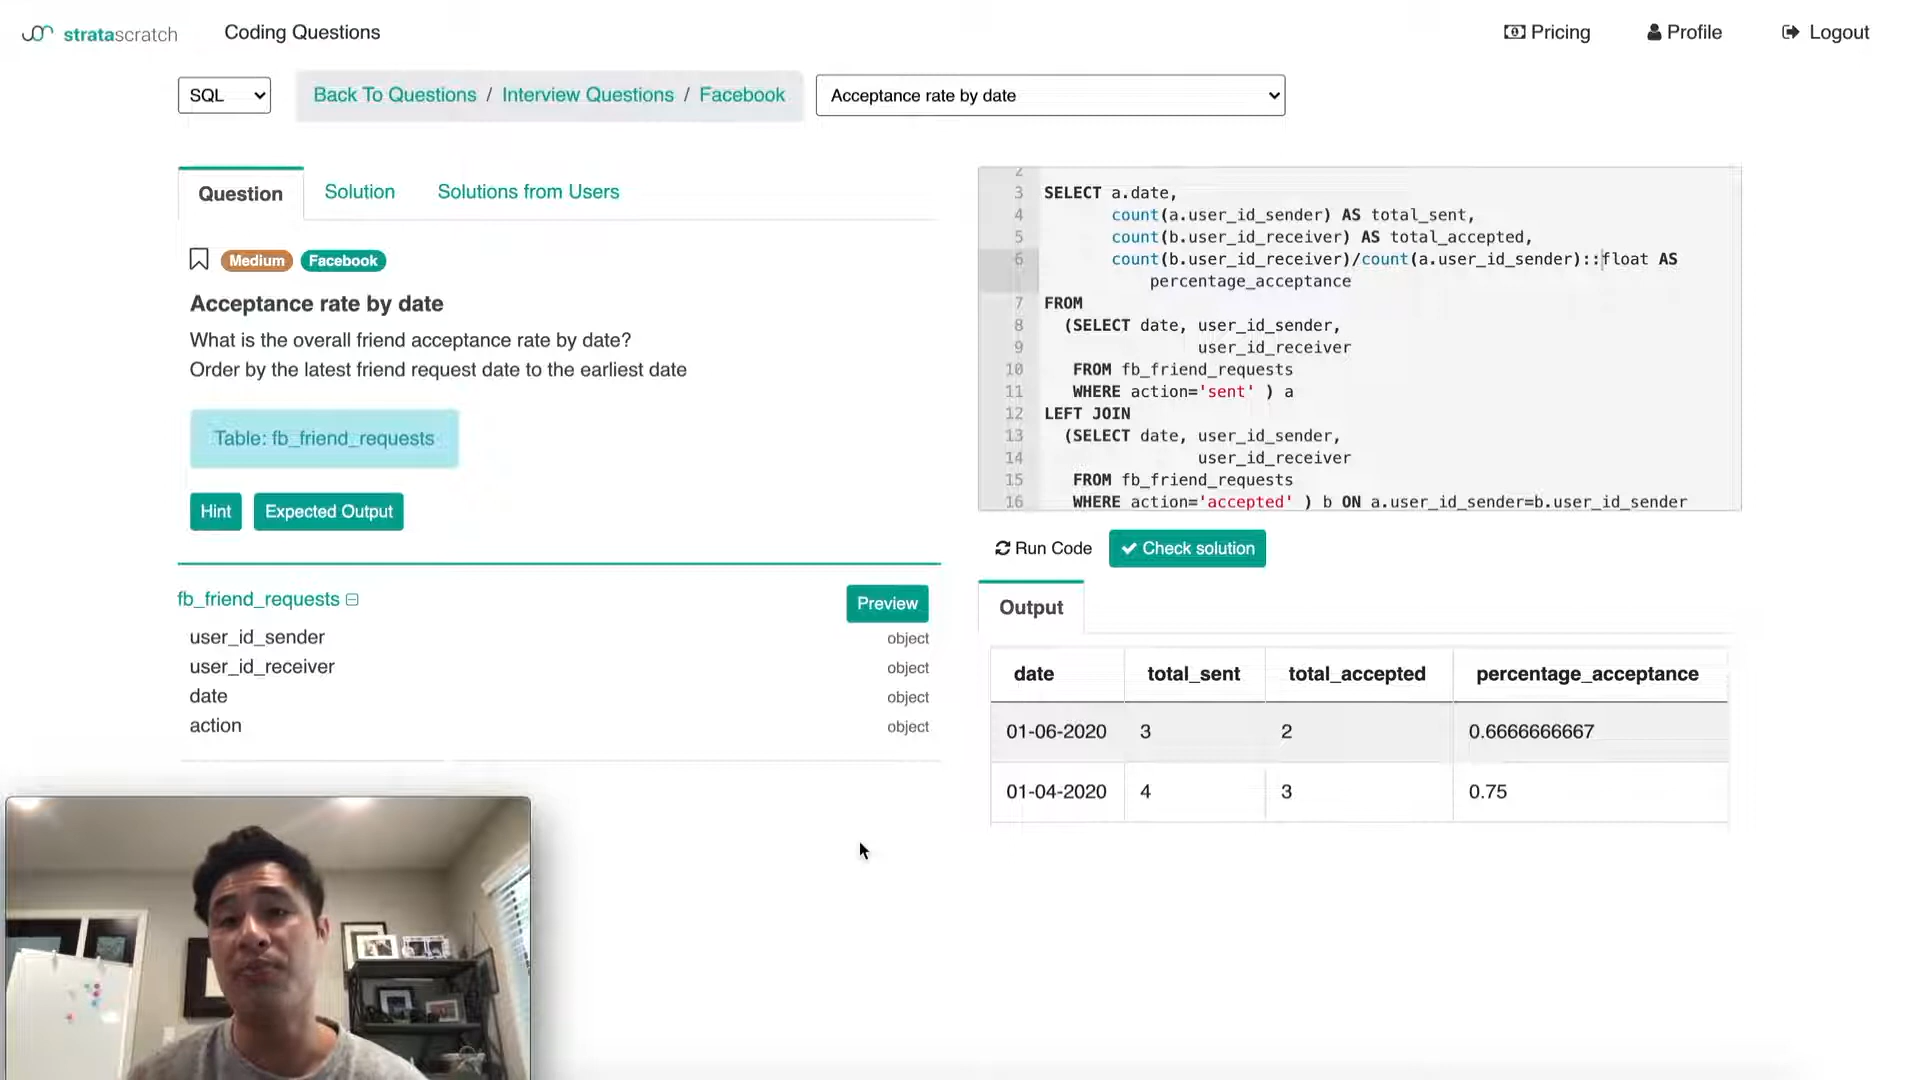 stratascratch
Coding Questions
Pricing
Profile
Logout
SQL
Back To Questions / Interview Questions / Facebook
Acceptance rate by date
Question
Solution
Solutions from Users
Medium
Facebook
Acceptance rate by date
What is the overall friend acceptance rate by date?
Order by the latest friend request date to the earliest date
Table: fb_friend_requests
Hint
Expected Output
fb_friend_requests
Preview
user_id_sender object
user_id_receiver object
date object
action object
2
3 SELECT a.date,
4 count(a.user_id_sender) AS total_sent,
5 count(b.user_id_receiver) AS total_accepted,
6 count(b.user_id_receiver)/count(a.user_id_sender)::float AS
percentage_acceptance
7 FROM
8 (SELECT date, user_id_sender,
9 user_id_receiver
10 FROM fb_friend_requests
11 WHERE action='sent' ) a
12 LEFT JOIN
13 (SELECT date, user_id_sender,
14 user_id_receiver
15 FROM fb_friend_requests
16 WHERE action='accepted' ) b ON a.user_id_sender=b.user_id_sender
Run Code
Check solution
Output
date total_sent total_accepted percentage_acceptance
01-06-2020 3 2 0.6666666667
01-04-2020 4 3 0.75